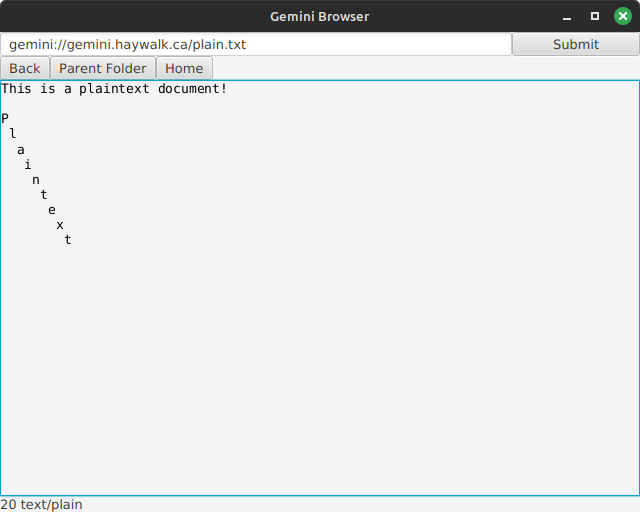 Gemini Browser
gemini://gemini.haywalk.ca/plain.txt Submit
Back Parent Folder Home
This is a plaintext document!
P
l
a
i
n
t
e
x
t
20 text/plain